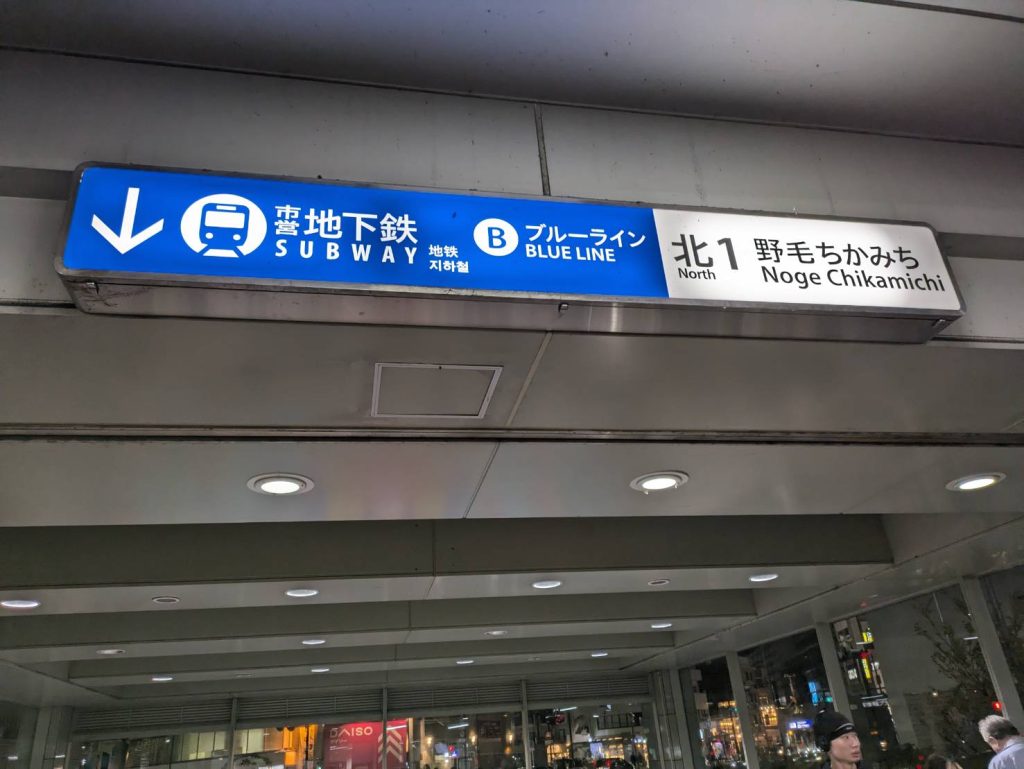 市営 地下鉄
SUBWAY
地铁
지하철
B
ブルーライン
BLUE LINE
北1
North
野毛ちかみち
Noge Chikamichi
DAISO